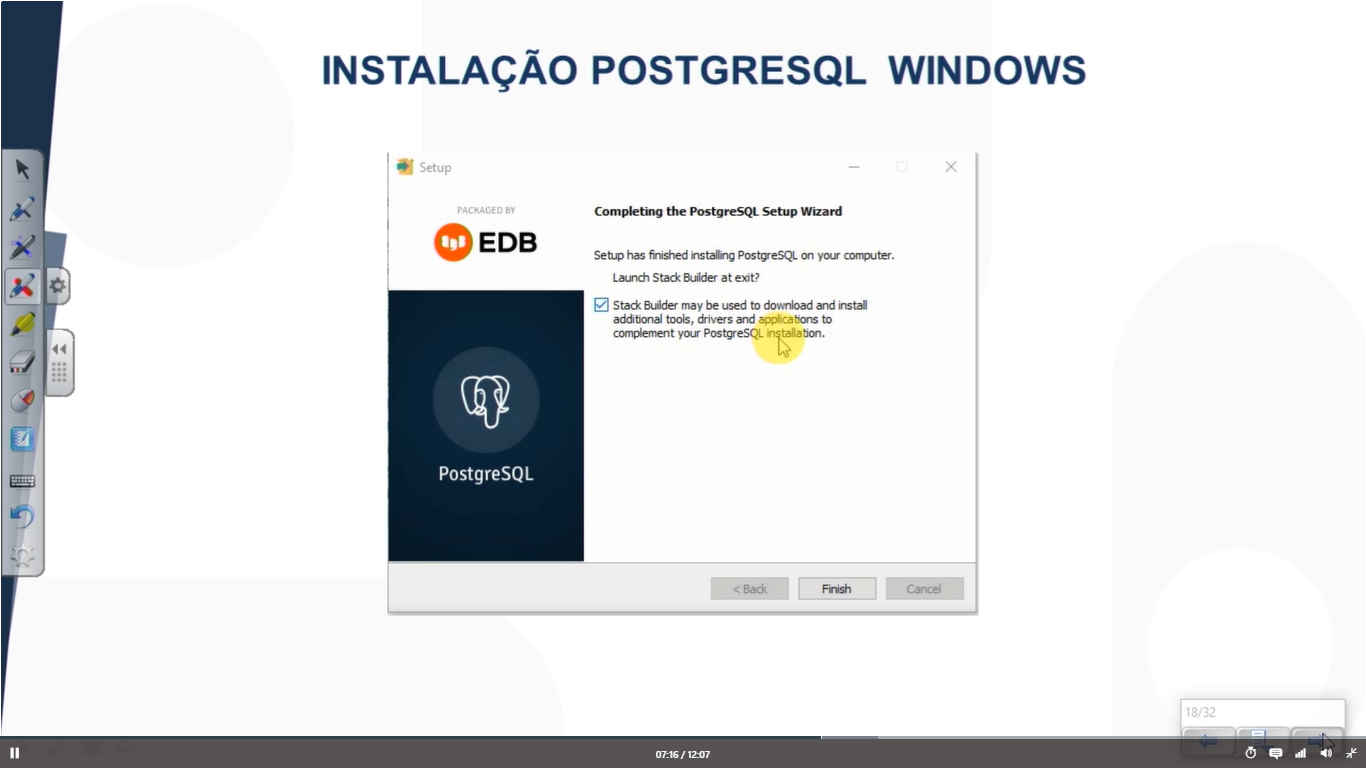 INSTALAÇÃO POSTGRESQL WINDOWS
Setup
PACKAGED BY
EDB
Completing the PostgreSQL Setup Wizard
Setup has finished installing PostgreSQL on your computer.
Launch Stack Builder at exit?
Stack Builder may be used to download and install
additional tools, drivers and applications to
complement your PostgreSQL installation.
PostgreSQL
< Back
Finish
Cancel
18/32
07:16 / 12:07